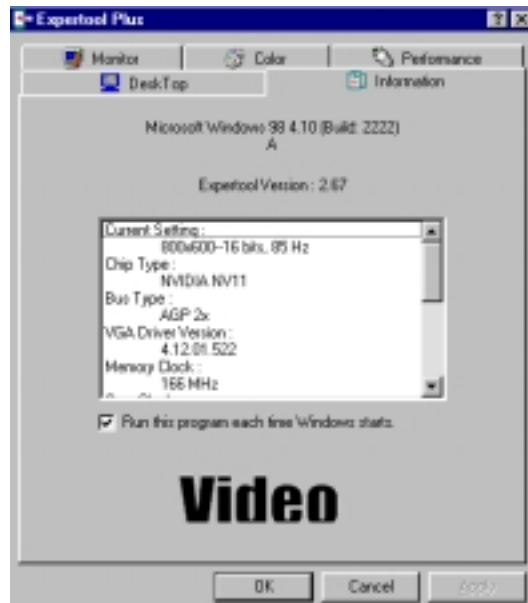 Expertool Plus
Monitor
Color
Performance
DeskTop
Information
Microsoft Windows 98 4.10 (Build: 2222)
A
Expertool Version : 2.67
Current Setting :
800x600--16 bits, 85 Hz
Chip Type :
NVIDIA NV11
Bus Type :
AGP 2x
VGA Driver Version :
4.12.01.522
Memory Clock :
166 MHz
Run this program each time Windows starts.
Video
OK
Cancel
Apply